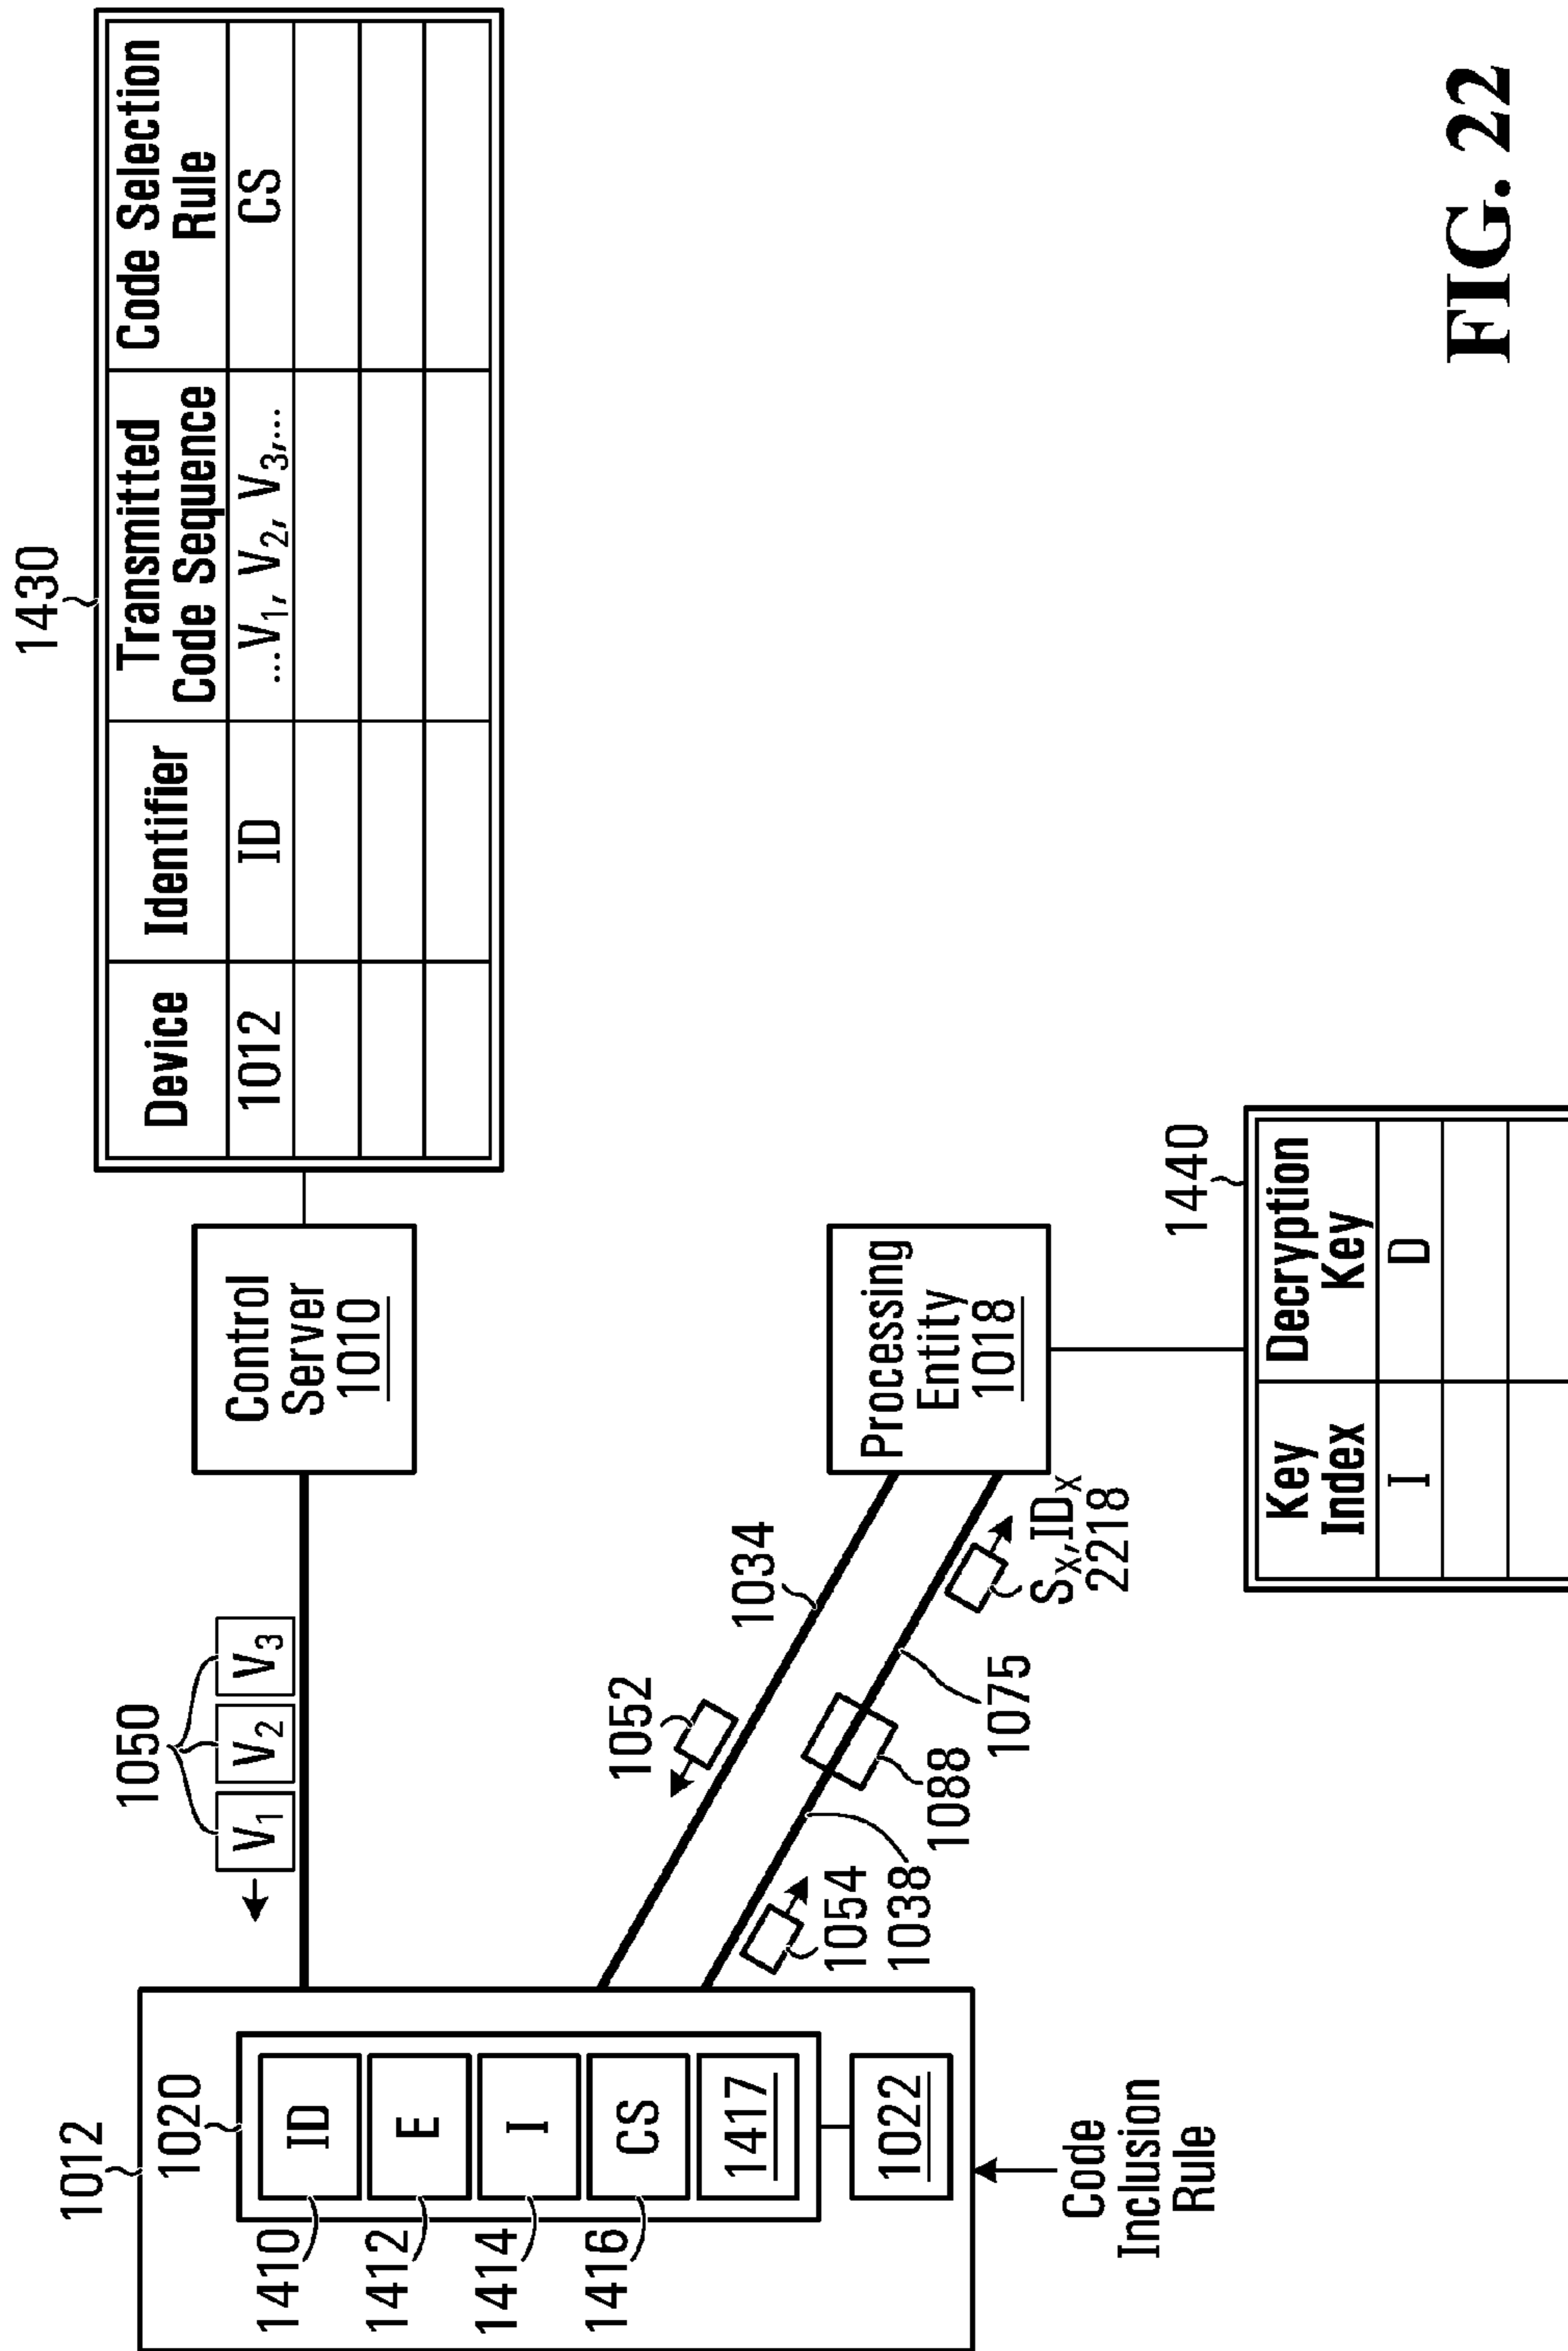 1430
Device
Identifier
Transmitted
Code Sequence
Code Selection
Rule
1012
ID
...V1, V2, V3,...
CS
Control
Server
1010
1050
V1
V2
V3
1012
1020
ID
E
I
CS
1417
1022
1410
1412
1414
1416
Code
Inclusion
Rule
1052
1034
1054
1038
1088
1075
SX,IDX
2218
Processing
Entity
1018
1440
Key
Index
Decryption
Key
I
D
FIG. 22